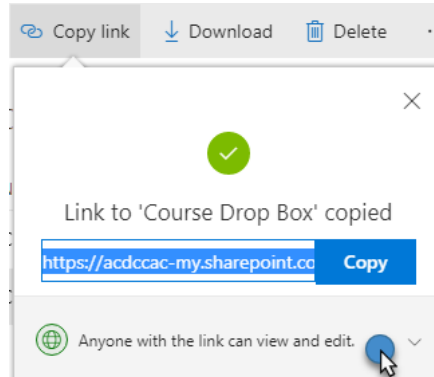 Copy link Download Delete
Link to 'Course Drop Box' copied
https://acdccac-my.sharepoint.co Copy
Anyone with the link can view and edit.